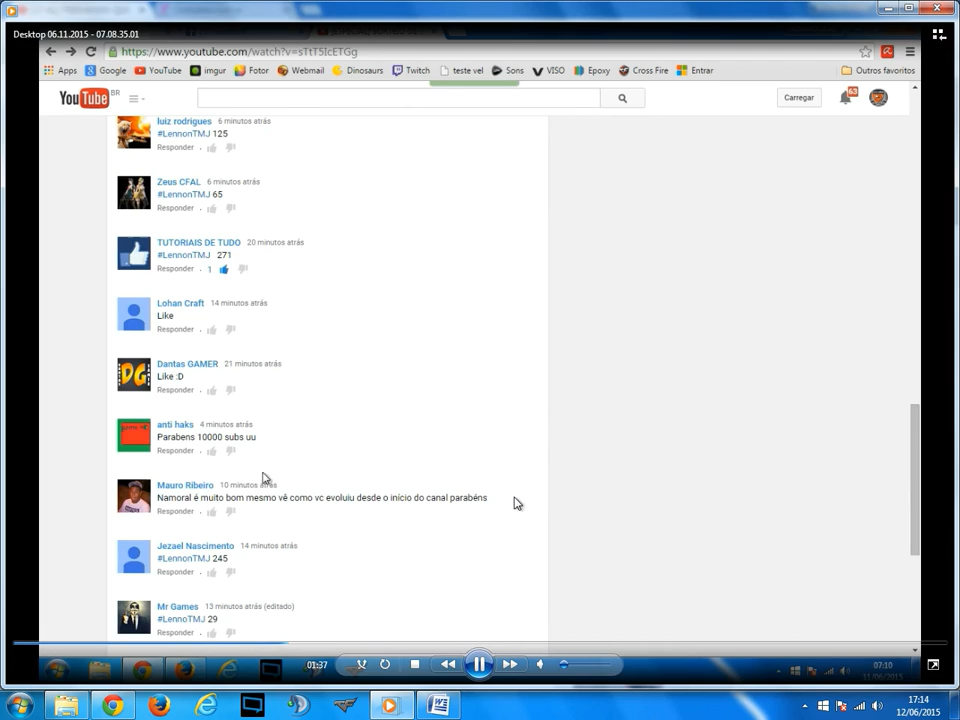 Desktop 06.11.2015 - 07.08.35.01
https://www.youtube.com/watch?v=sTtT5IcETGg
Apps Google YouTube imgur Fotor Webmail Dinosaurs Twitch teste vel Sons VISO Epoxy Cross Fire Entrar Outros favoritos
YouTube BR Carregar 63
luiz rodrigues 6 minutos atrás
#LennonTMJ 125
Responder
Zeus CFAL 6 minutos atrás
#LennonTMJ 65
Responder
TUTORIAIS DE TUDO 20 minutos atrás
#LennonTMJ 271
Responder 1
Lohan Craft 14 minutos atrás
Like
Responder
DG
Dantas GAMER 21 minutos atrás
Like :D
Responder
anti haks 4 minutos atrás
Parabens 10000 subs uu
Responder
Mauro Ribeiro 10 minutos atrás
Namoral é muito bom mesmo vê como vc evoluiu desde o início do canal parabéns
Responder
Jezael Nascimento 14 minutos atrás
#LennonTMJ 245
Responder
Mr Games 13 minutos atrás (editado)
#LennoTMJ 29
Responder
01:37
07:10
11/06/2015
17:14
12/06/2015